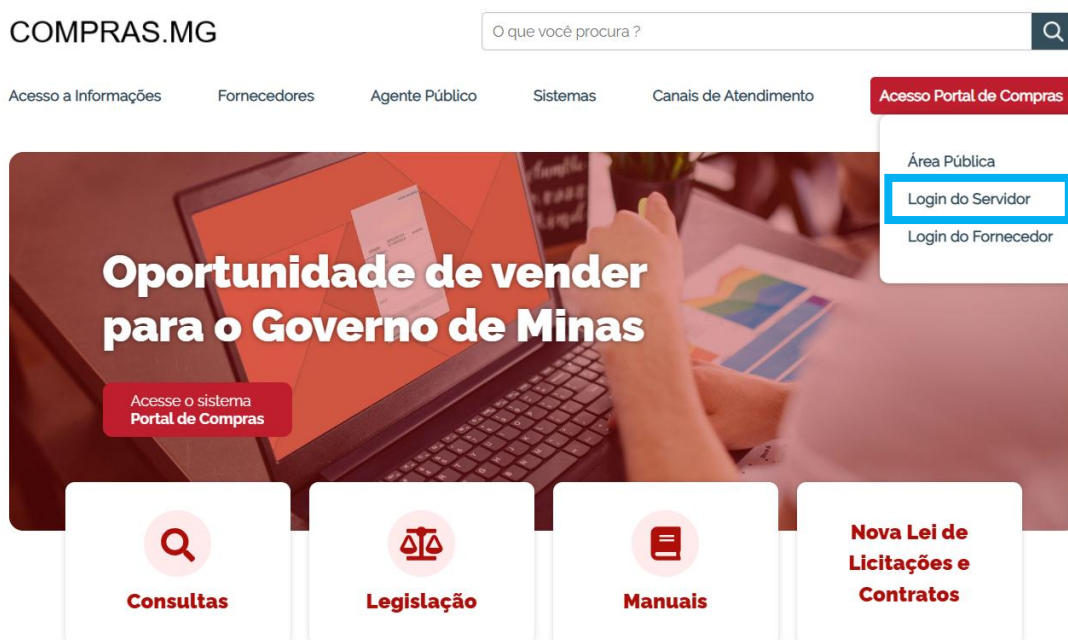 COMPRAS.MG
O que você procura ?
Acesso a Informações
Fornecedores
Agente Público
Sistemas
Canais de Atendimento
Acesso Portal de Compras
Área Pública
Login do Servidor
Login do Fornecedor
Oportunidade de vender
para o Governo de Minas
Acesse o sistema
Portal de Compras
Consultas
Legislação
Manuais
Nova Lei de
Licitações e
Contratos